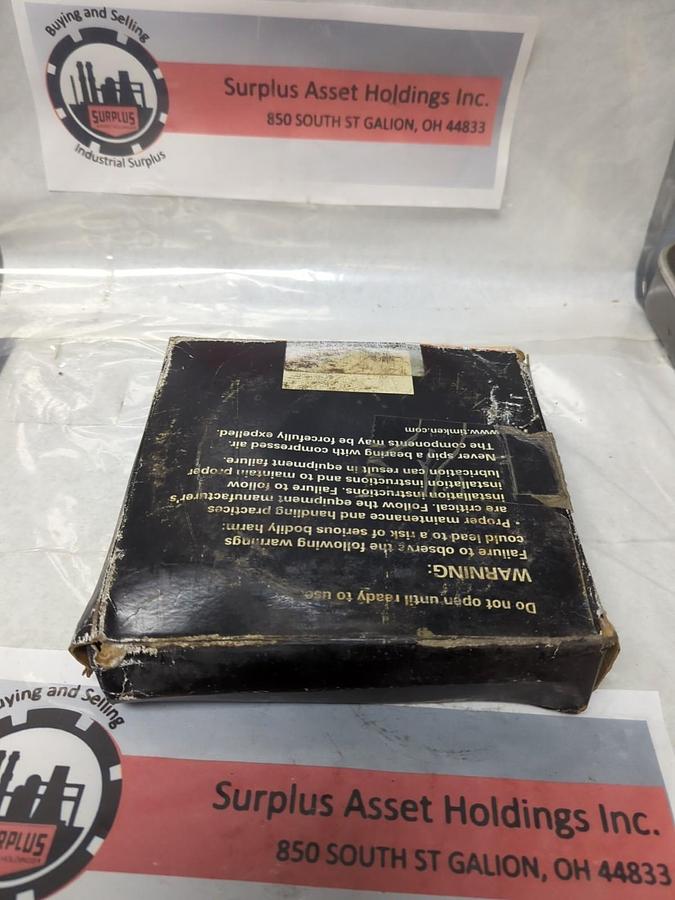 Buying and Selling
SURPLUS
Industrial Surplus
Surplus Asset Holdings Inc.
850 SOUTH ST GALION, OH 44833
Do not open until ready to use
WARNING:
Failure to observe the following warnings
could lead to a risk of serious bodily harm:
• Proper maintenance and handling practices
are critical. Follow the equipment manufacturer's
installation instructions. Failure to follow
installation instructions and to maintain proper
lubrication can result in equipment failure.
• Never spin a bearing with compressed air.
The components may be forcefully expelled.
www.timken.com
uying and Selling
RPLUS
Surplus Asset Holdings Inc.
850 SOUTH ST GALION, OH 44833